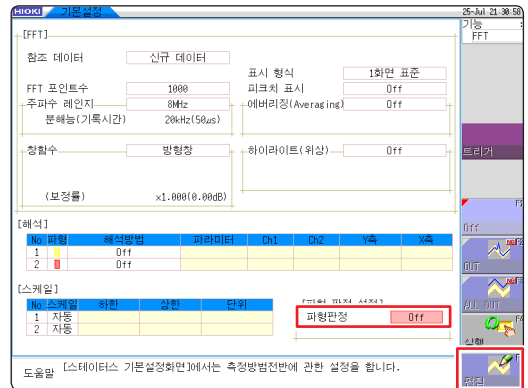 HIOKI 기본설정 25-Jul 21:30:58
기능 :
FFT
[FFT]
참조 데이터 신규 데이터
표시 형식 1화면 표준
FFT 포인트수 1000 피크치 표시 Off
주파수 레인지 8MHz 에버리징(Averaging) Off
분해능(기록시간) 20kHz(50us)
창함수 방형창 하이라이트(위상) Off
트리거
(보정률) x1.000(0.00dB)
F1
Off
[해석]
No 파형 해석방법 파라미터 Ch1 Ch2 Y축 X축
1 Off
2 Off
OUT
[스케일]
No 스케일 하한 상한 단위
1 자동
2 자동
파형판정 Off
ALL OUT
실행
도움말 [스테이터스 기본설정화면]에서는 측정방법전반에 관한 설정을 합니다.
편집